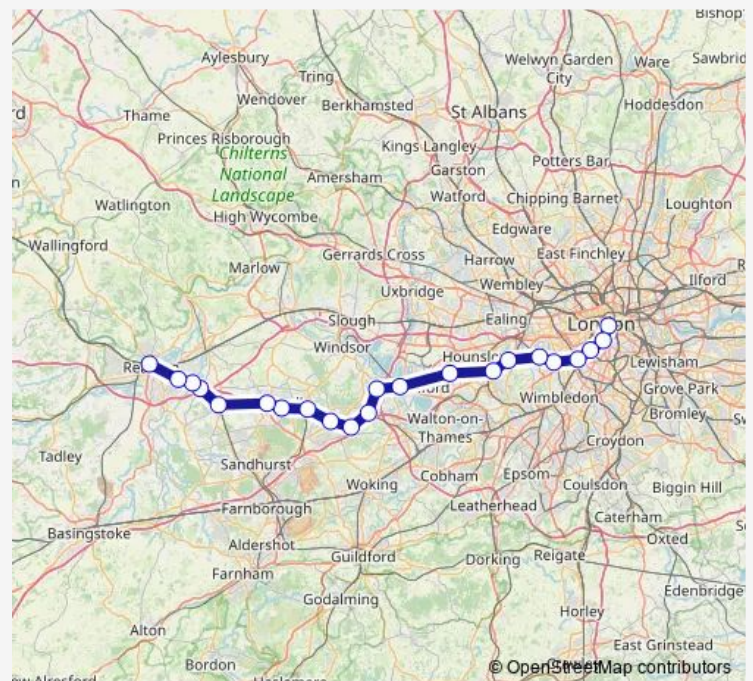 Bishop'
Aylesbury
Welwyn Garden
City
Ware
Sawbrid
Tring
Wendover
Berkhamsted
St Albans
Hoddesdon
rd
Thame
Princes Risborough
Kings Langley
Potters Bar
Chilterns
National
Landscape
Garston
Amersham
Watford
Chipping Barnet
Loughton
Watlington
High Wycombe
Edgware
Wallingford
Gerrards Cross
Harrow
East Finchley
Marlow
Uxbridge
Wembley
Ilford
Slough
Ealing
London
Windsor
Hounslo
Re
Lewisham
ford
Wimbledon
Grove Park
Bromley
Walton-on-
Thames
Croydon
Tadley
Sandhurst
Cobham
Epsom
Coulsdon
Biggin Hill
Woking
Leatherhead
Farnborough
Caterham
Basingstoke
Oxted
Aldershot
Guildford
Dorking
Reigate
Farnham
Edenbridge
Godalming
Horley
Alton
East Grinstead
Bordon
© OpenStreetMap contributors